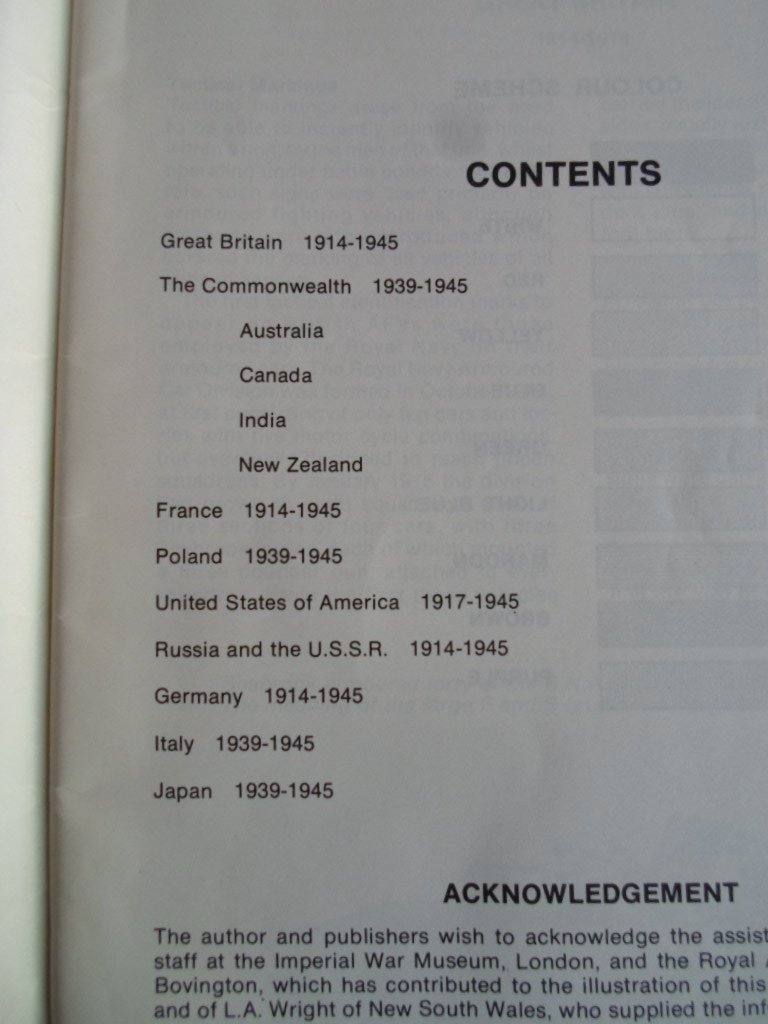 CONTENTS
Great Britain 1914-1945
The Commonwealth 1939-1945
Australia
Canada
India
New Zealand
France 1914-1945
Poland 1939-1945
United States of America 1917-1945
Russia and the U.S.S.R. 1914-1945
Germany 1914-1945
Italy 1939-1945
Japan 1939-1945
ACKNOWLEDGEMENT
The author and publishers wish to acknowledge the assist
staff at the Imperial War Museum, London, and the Royal
Bovington, which has contributed to the illustration of this
and of L.A. Wright of New South Wales, who supplied the inf